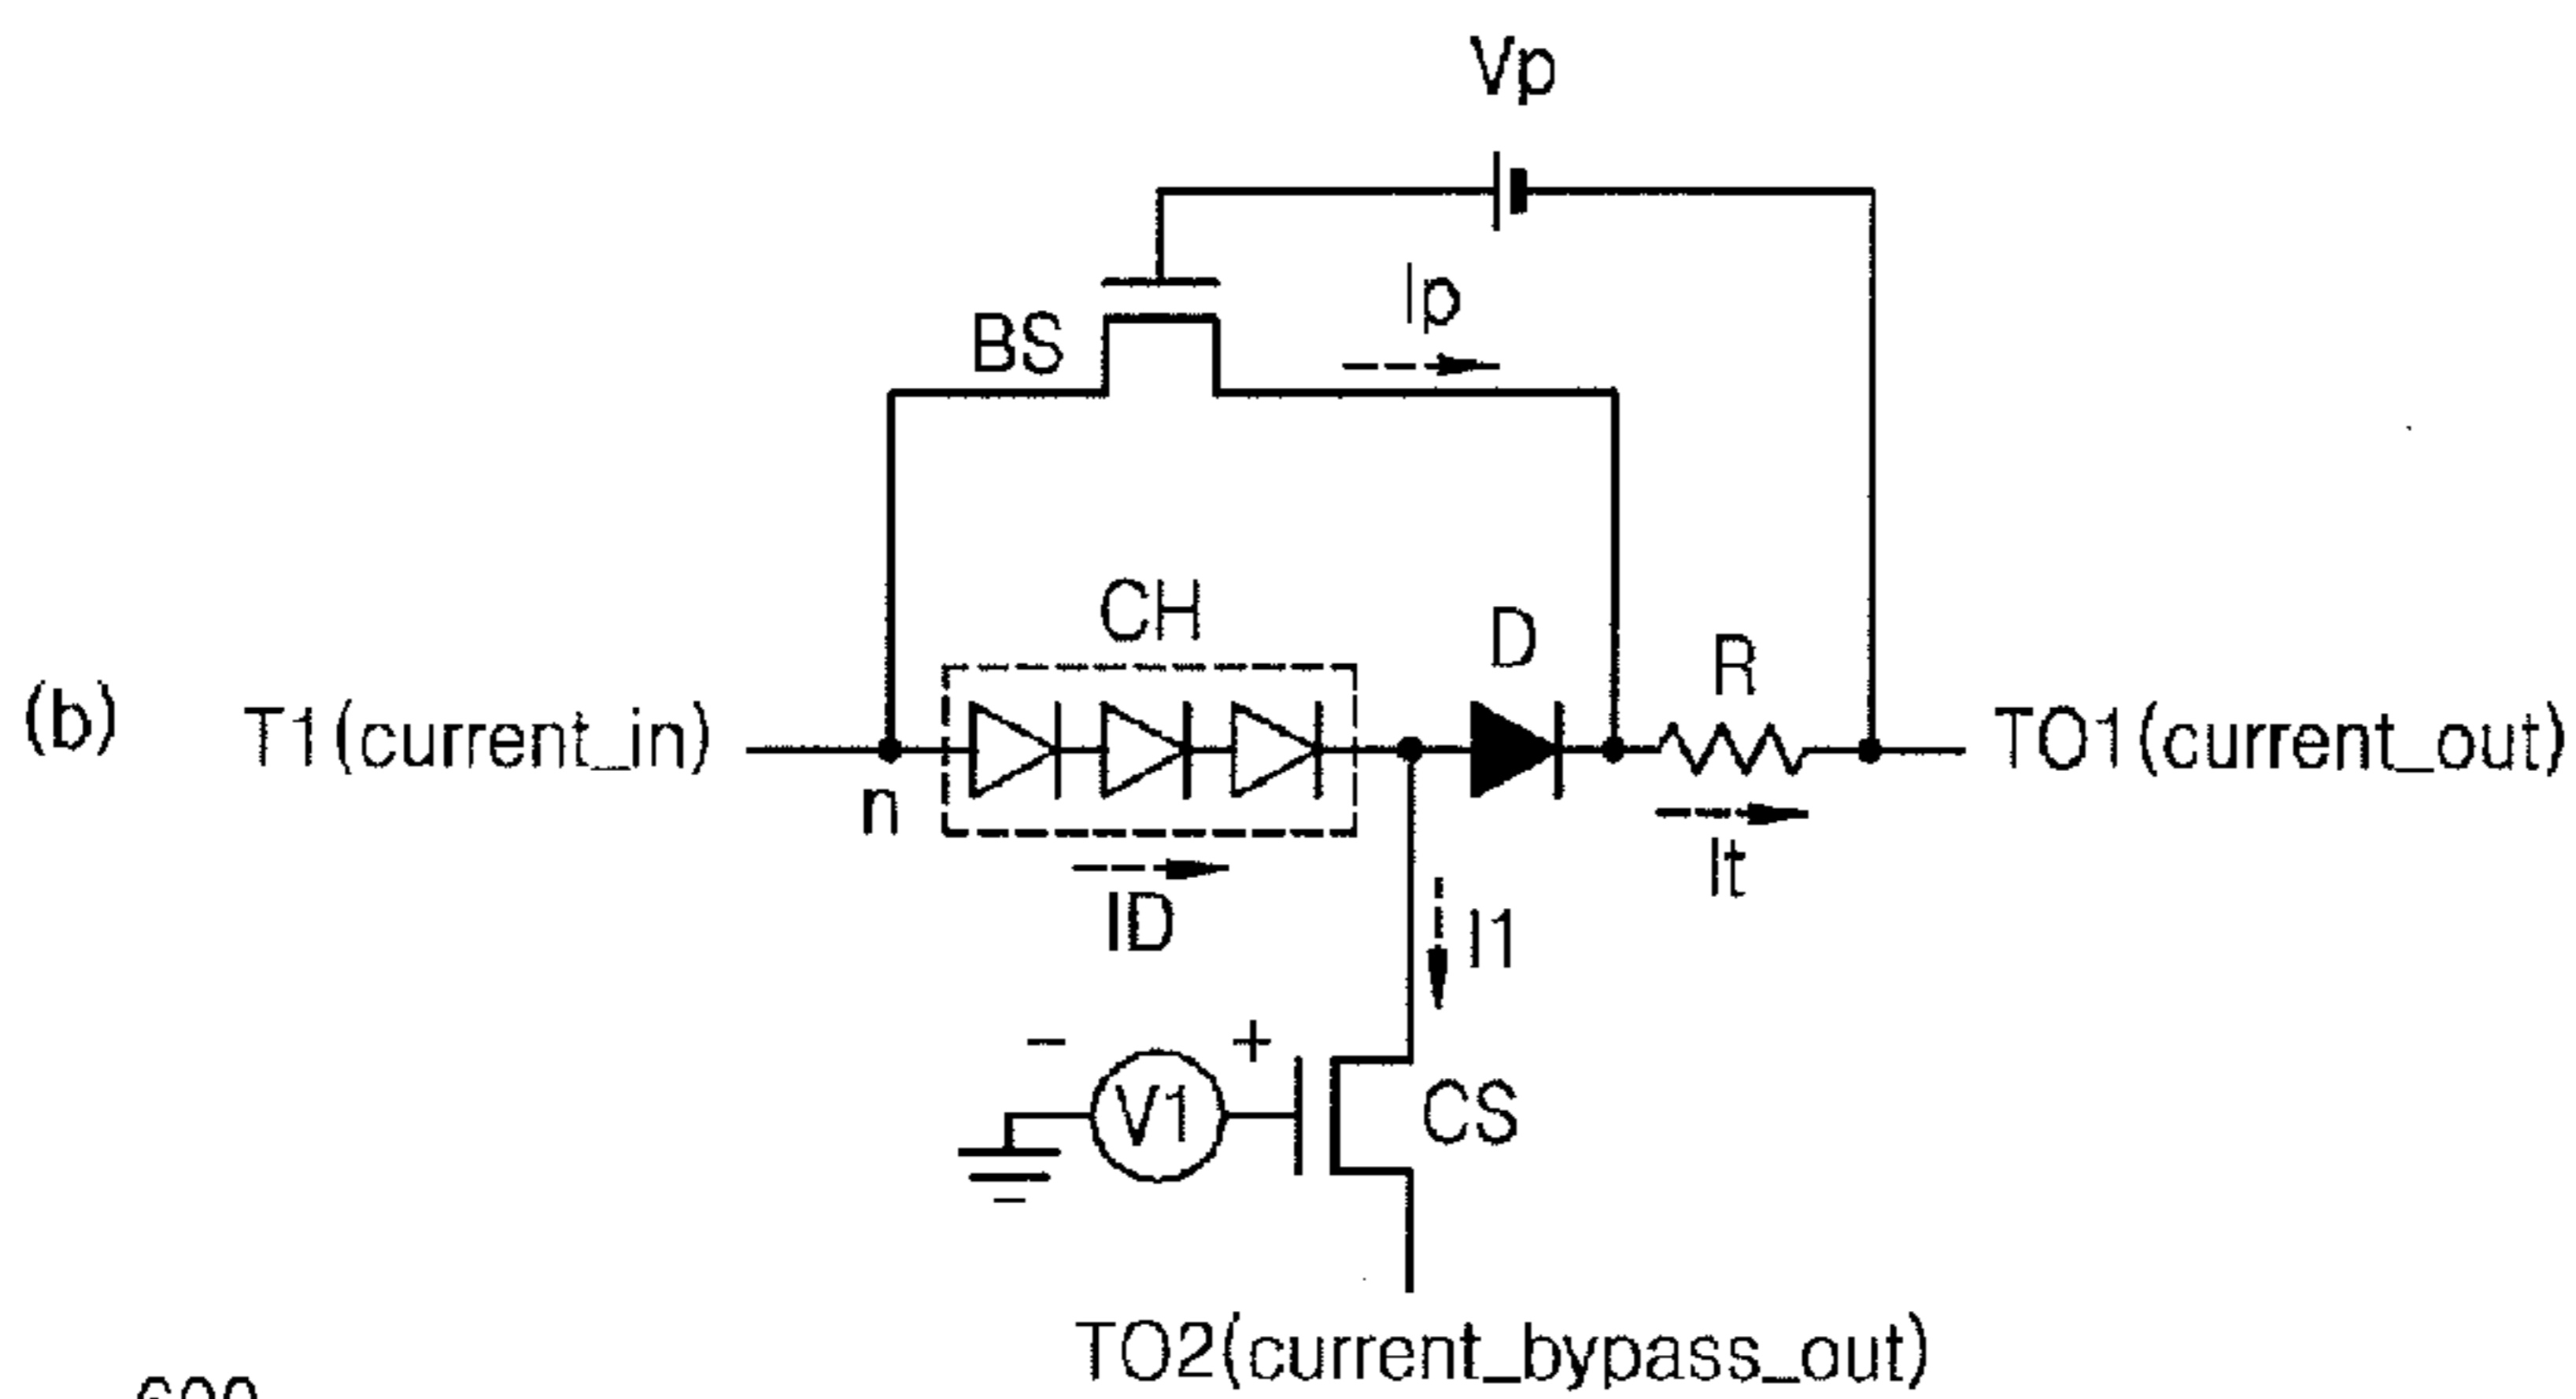 Vp
Ip
BS
CH
D
R
(b)
T1(current_in)
TO1(current_out)
n
ID
It
I1
- +
V1
CS
TO2(current_bypass_out)